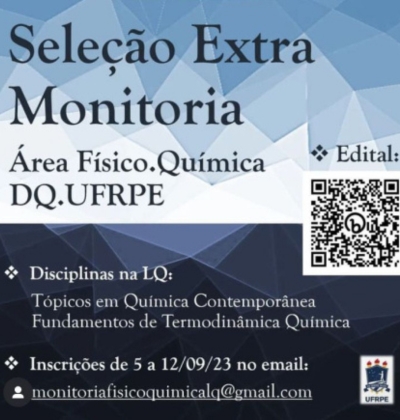 Seleção Extra
Monitoria
Área Físico.Química
DQ.UFRPE
❖ Edital:
❖ Disciplinas na LQ:
Tópicos em Química Contemporânea
Fundamentos de Termodinâmica Química
❖ Inscrições de 5 a 12/09/23 no email:
monitoriafisicoquimicalq@gmail.com
UFRPE